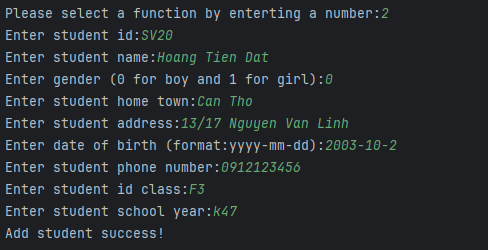 Please select a function by enterting a number:2
Enter student id:SV20
Enter student name:Hoang Tien Dat
Enter gender (0 for boy and 1 for girl):0
Enter student home town:Can Tho
Enter student address:13/17 Nguyen Van Linh
Enter date of birth (format:yyyy-mm-dd):2003-10-2
Enter student phone number:0912123456
Enter student id class:F3
Enter student school year:k47
Add student success!